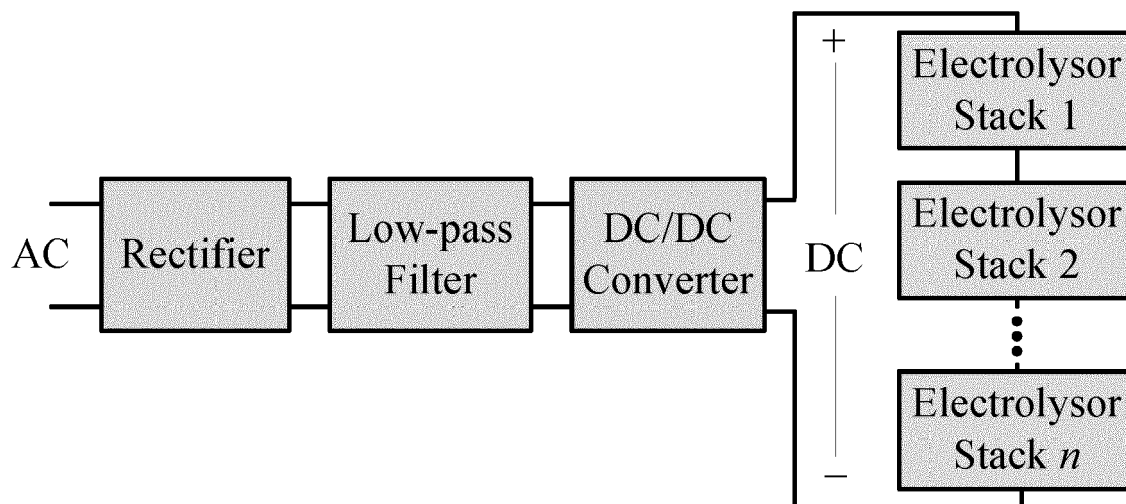 AC
Rectifier
Low-pass
Filter
DC/DC
Converter
+
DC
−
Electrolysor
Stack 1
Electrolysor
Stack 2
Electrolysor
Stack n